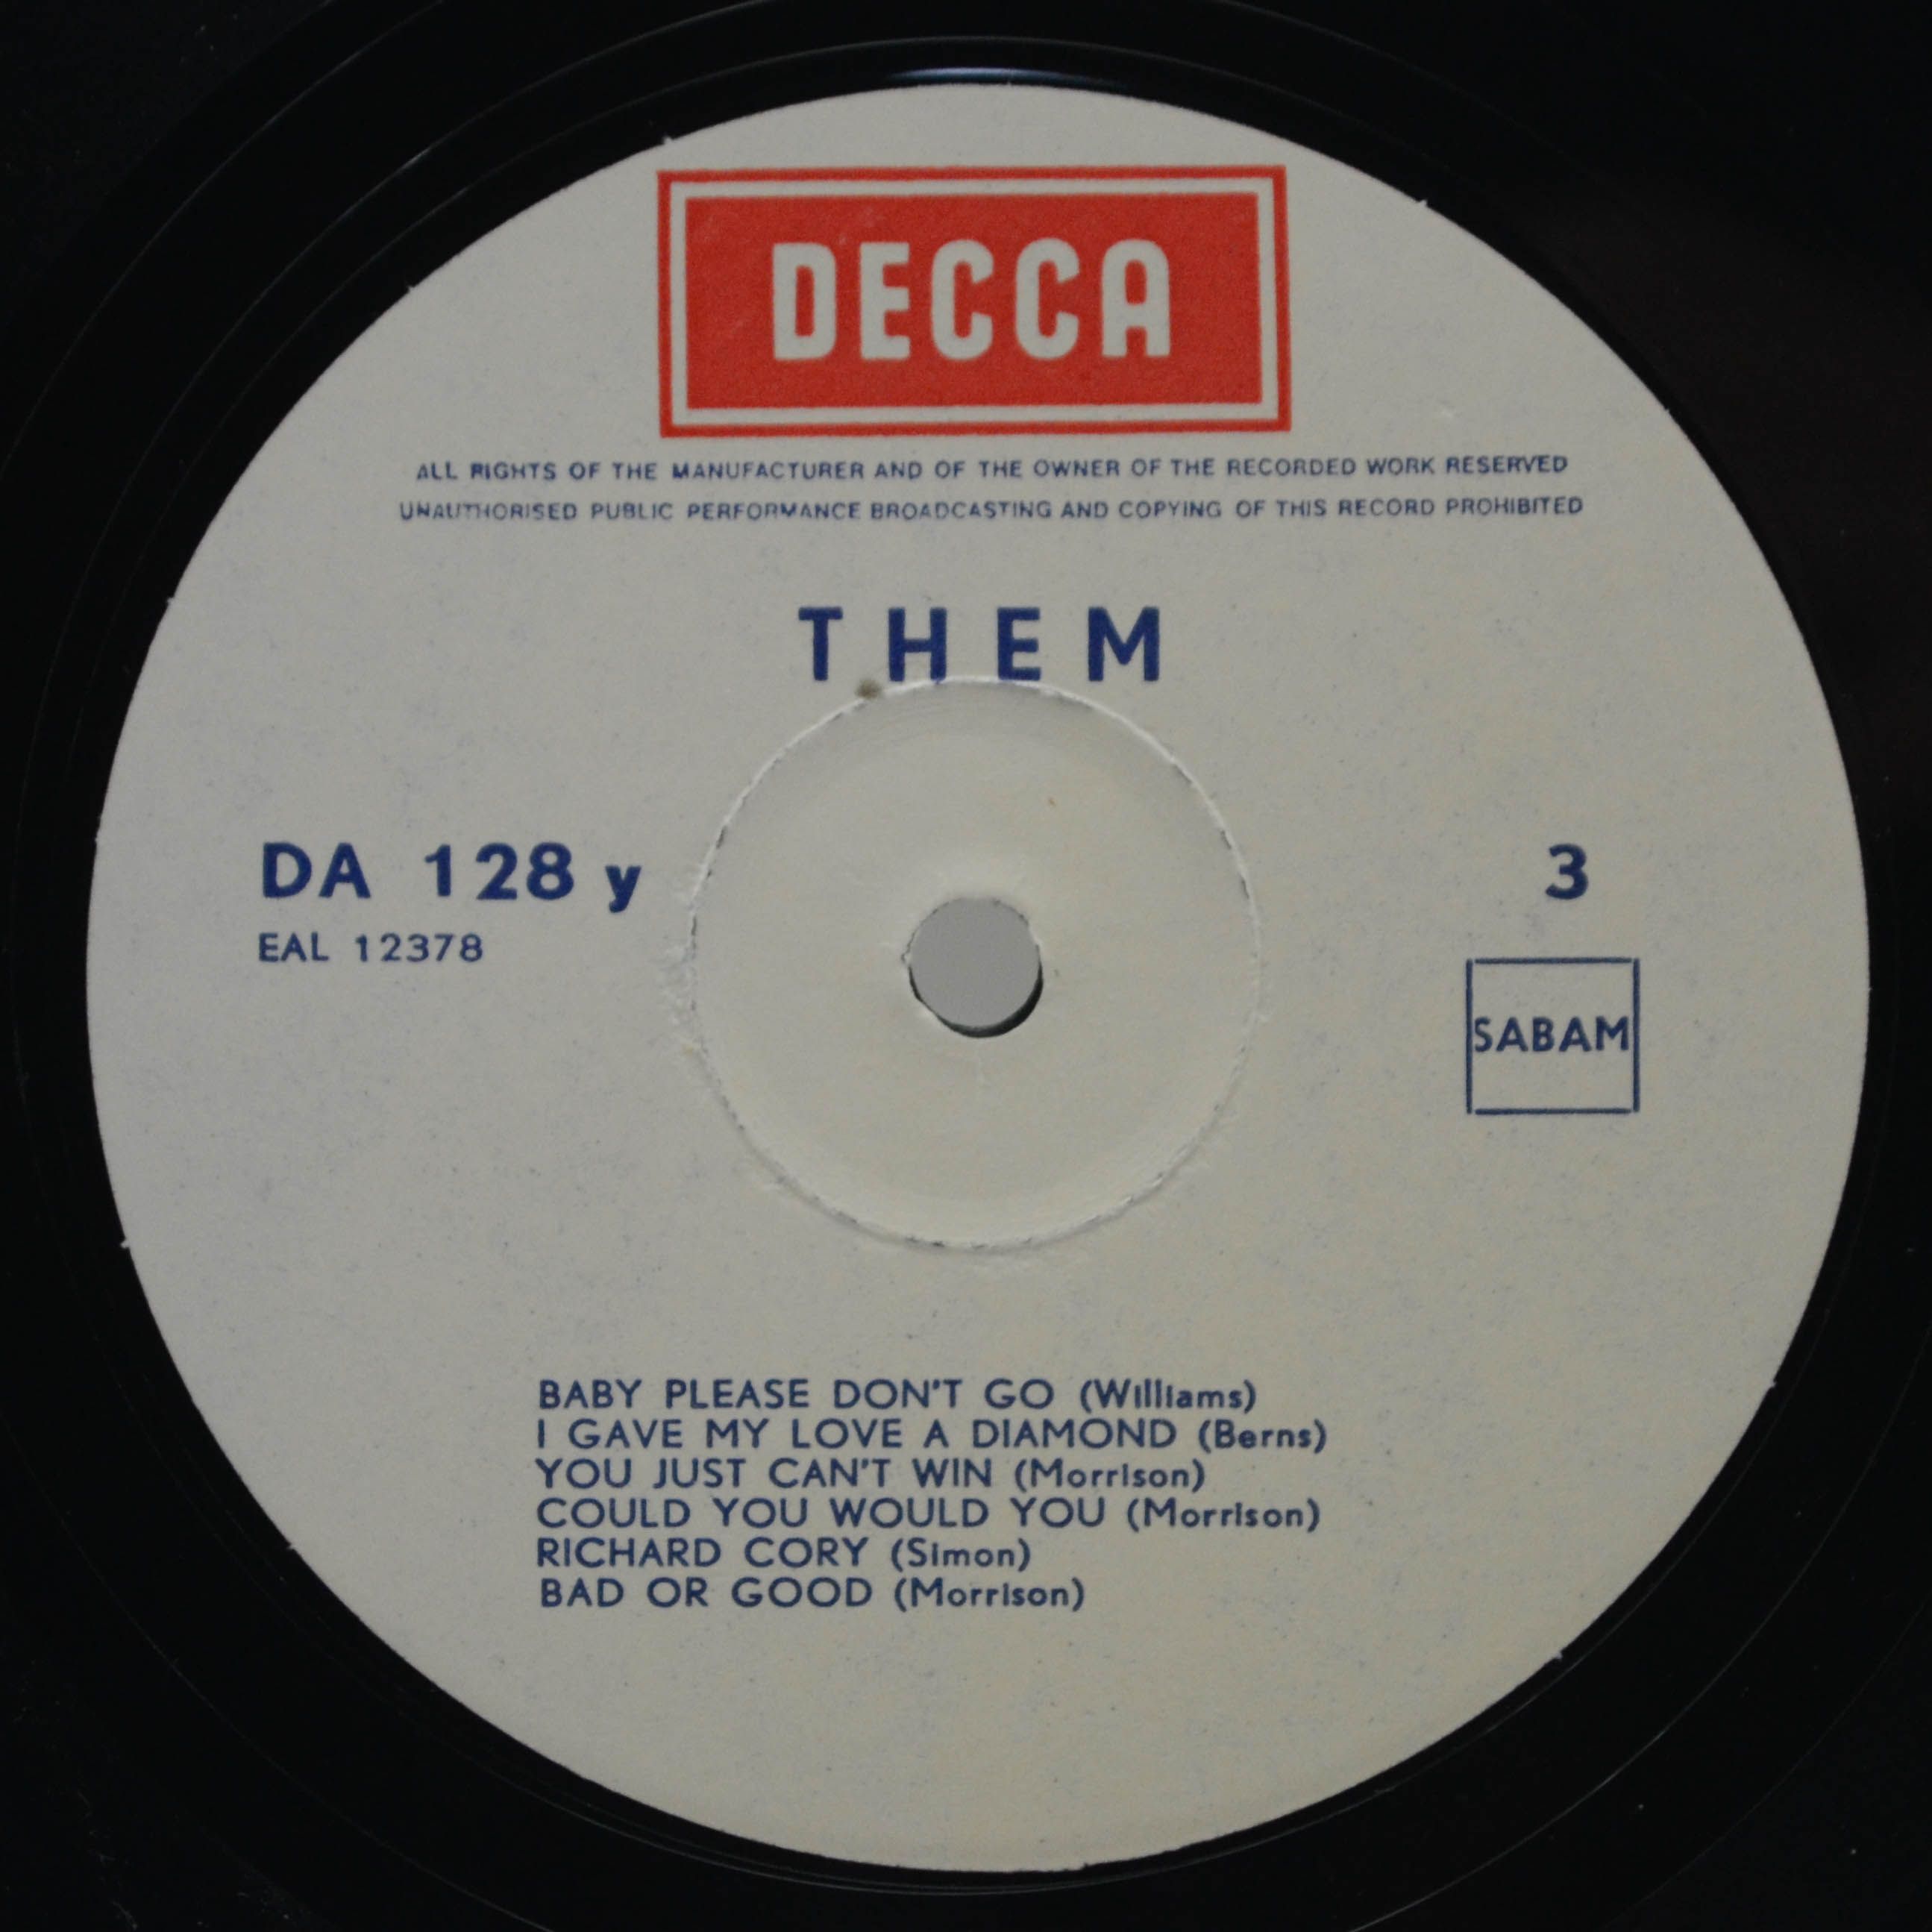 DECCA
ALL RIGHTS OF THE MANUFACTURER AND OF THE OWNER OF THE RECORDED WORK RESERVED
UNAUTHORISED PUBLIC PERFORMANCE BROADCASTING AND COPYING OF THIS RECORD PROHIBITED
THEM
DA 128 y 3
EAL 12378
SABAM
BABY PLEASE DON'T GO (Williams)
I GAVE MY LOVE A DIAMOND (Berns)
YOU JUST CAN'T WIN (Morrison)
COULD YOU WOULD YOU (Morrison)
RICHARD CORY (Simon)
BAD OR GOOD (Morrison)